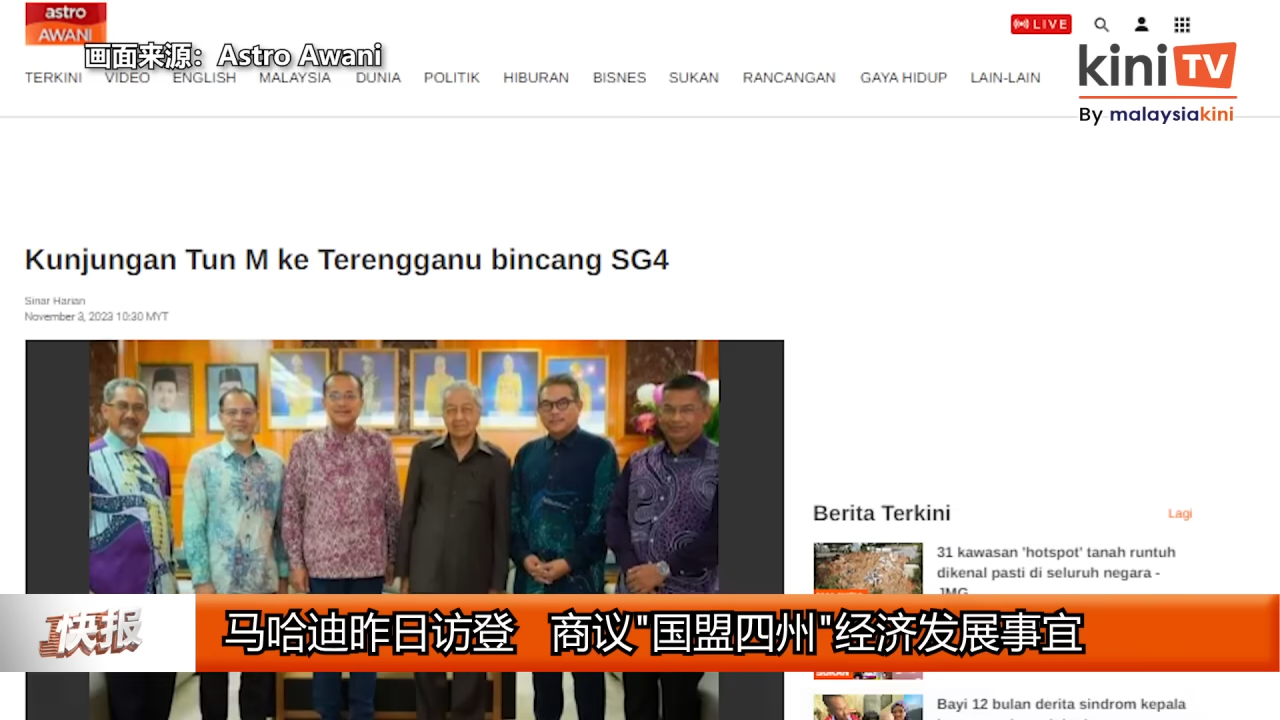 astro
AWANI
画面来源：Astro Awani
LIVE
TERKINI VIDEO ENGLISH MALAYSIA DUNIA POLITIK HIBURAN BISNES SUKAN RANCANGAN GAYA HIDUP LAIN-LAIN
kini TV
By malaysiakini
Kunjungan Tun M ke Terengganu bincang SG4
Sinar Harian
November 3, 2023 10:30 MYT
Berita Terkini
Lagi
31 kawasan 'hotspot' tanah runtuh
dikenal pasti di seluruh negara -
JMG
快报
马哈迪昨日访登 商议"国盟四州"经济发展事宜
SUKAN
Bayi 12 bulan derita sindrom kepala